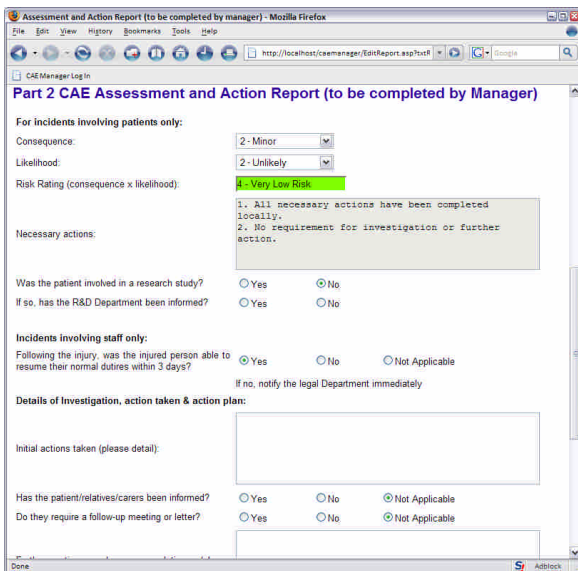 Assessment and Action Report (to be completed by manager) - Mozilla Firefox
File Edit View History Bookmarks Tools Help
http://localhost/caemanager/EditReport.asp?txtR
Google
CAE Manager Log In
Part 2 CAE Assessment and Action Report (to be completed by Manager)
For incidents involving patients only:
Consequence: 2 - Minor
Likelihood: 2 - Unlikely
Risk Rating (consequence x likelihood): 4 - Very Low Risk
1. All necessary actions have been completed
locally.
Necessary actions: 2. No requirement for investigation or further
action.
Was the patient involved in a research study? Yes No
If so, has the R&D Department been informed? Yes No
Incidents involving staff only:
Following the injury, was the injured person able to
resume their normal dutires within 3 days? Yes No Not Applicable
If no, notify the legal Department immediately
Details of Investigation, action taken & action plan:
Initial actions taken (please detail):
Has the patient/relatives/carers been informed? Yes No Not Applicable
Do they require a follow-up meeting or letter? Yes No Not Applicable
Done Adblock